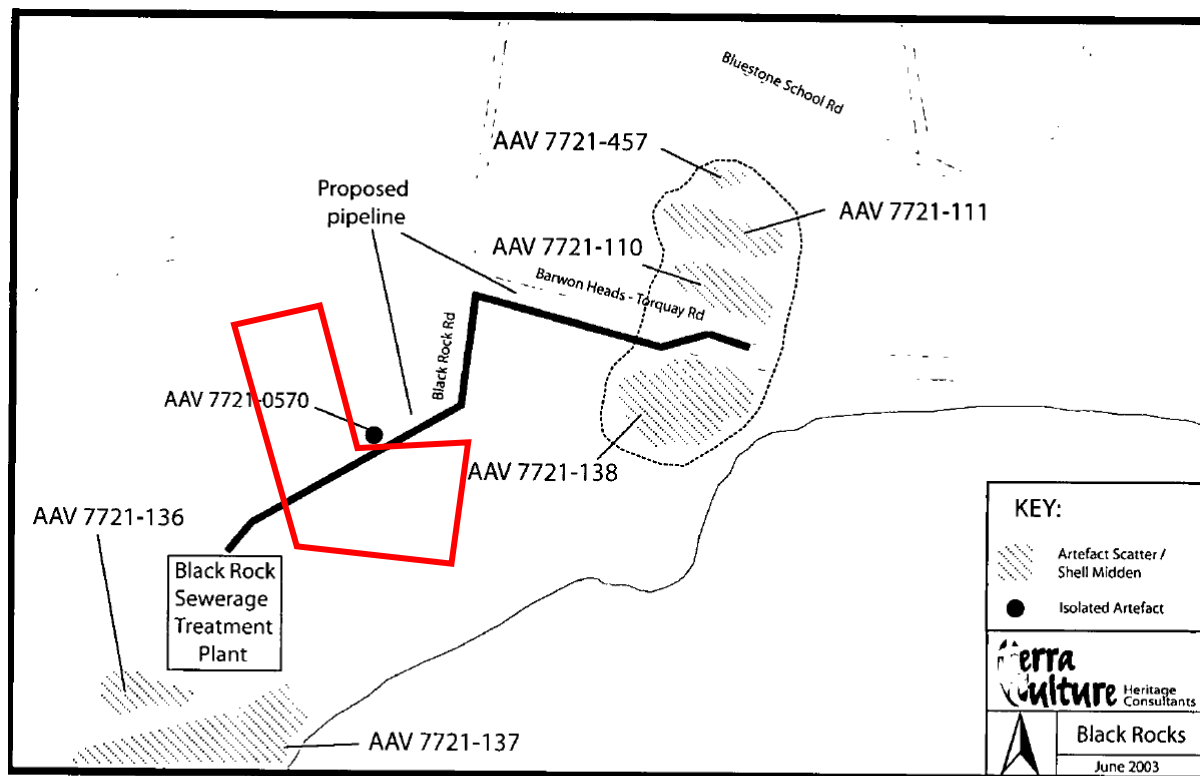 Bluestone School Rd
AAV 7721-457
Proposed
pipeline
AAV 7721-111
AAV 7721-110
Barwon Heads - Torquay Rd
Black Rock Rd
AAV 7721-0570
AAV 7721-138
AAV 7721-136
Black Rock
Sewerage
Treatment
Plant
AAV 7721-137
KEY:
Artefact Scatter /
Shell Midden
Isolated Artefact
Terra
Culture Heritage
Consultants
Black Rocks
June 2003